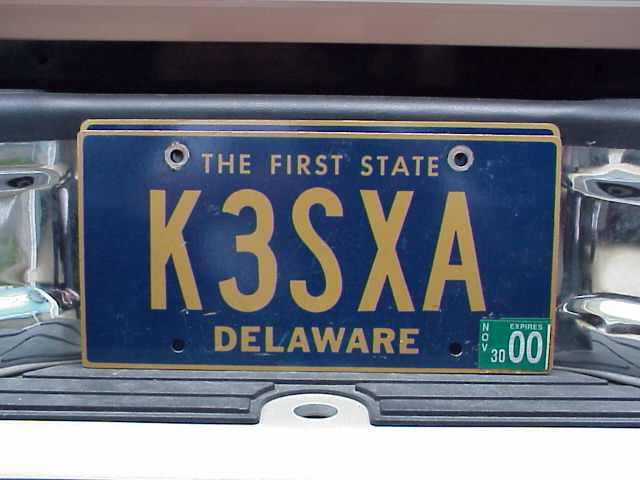 THE FIRST STATE
K3SXA
DELAWARE
EXPIRES
NOV
30 00